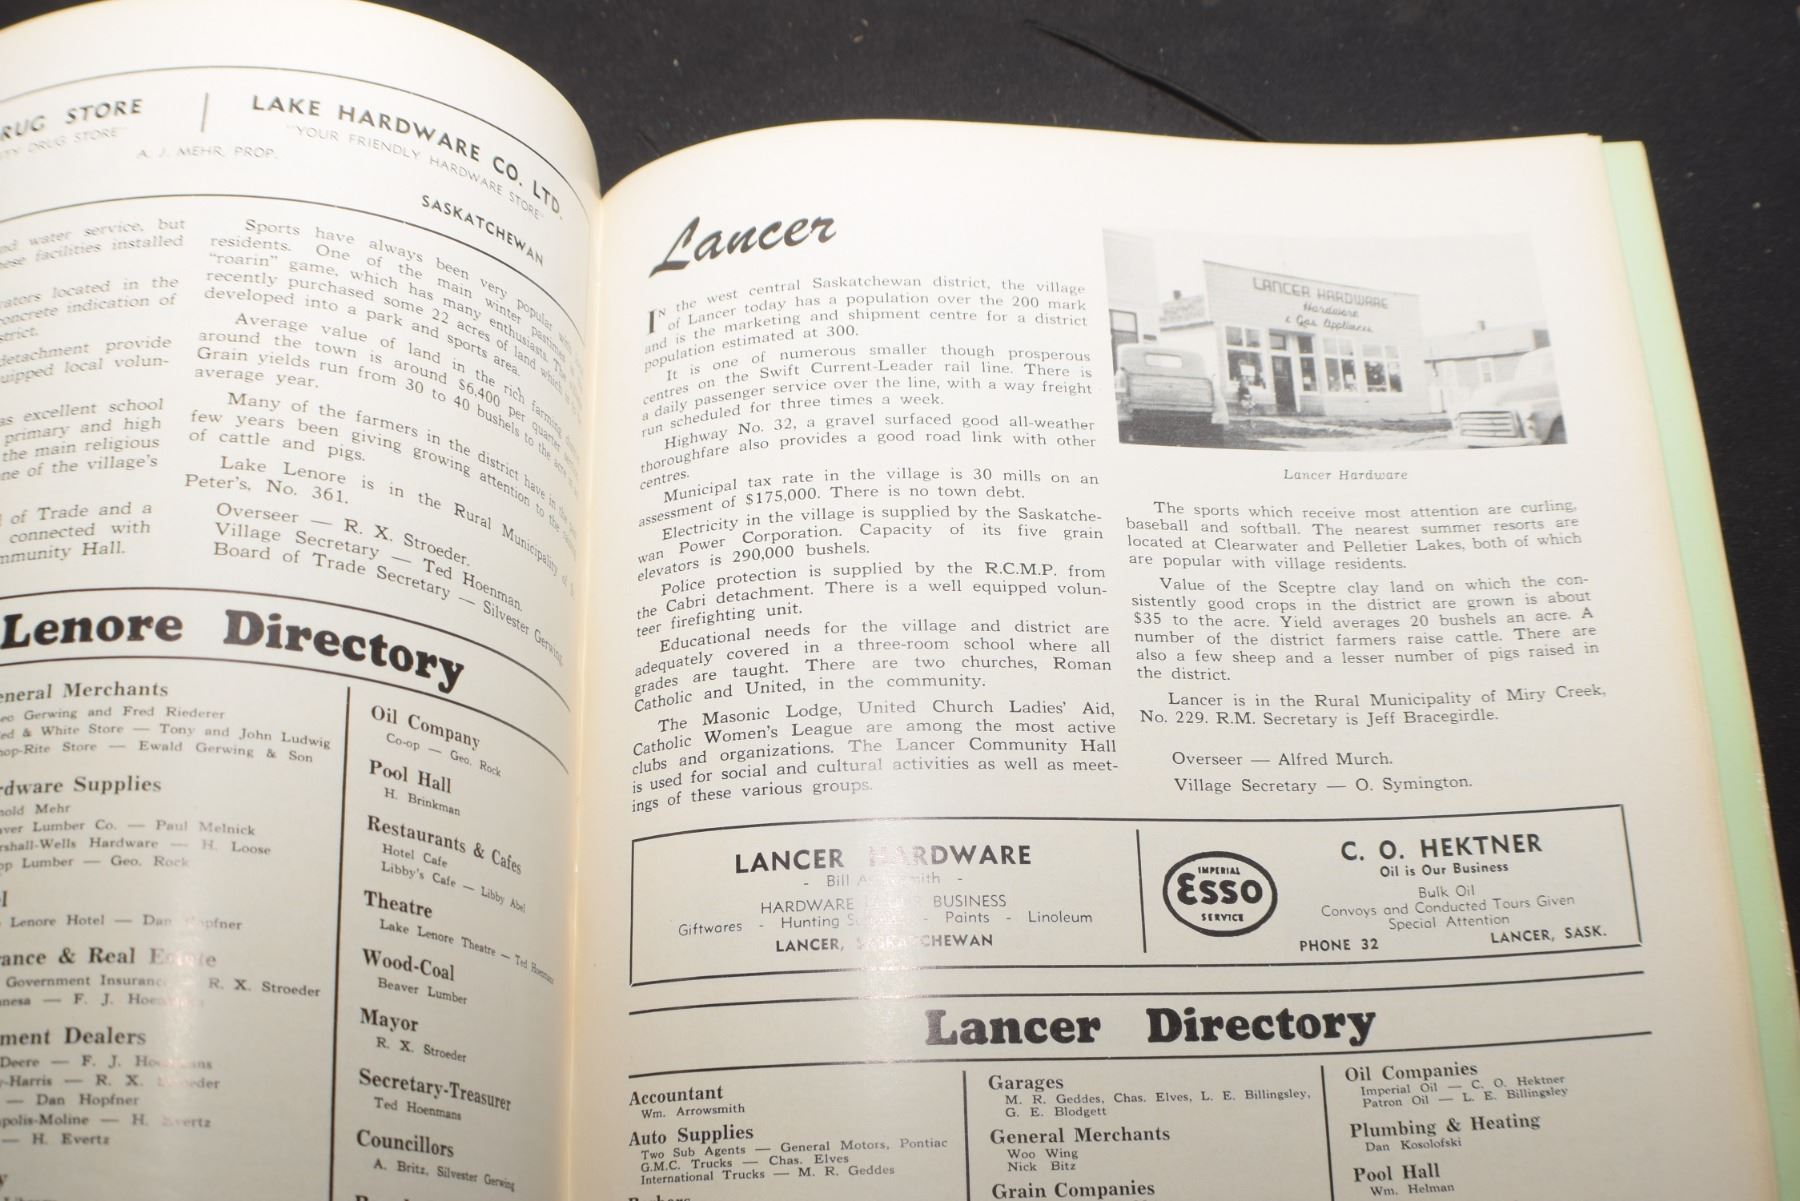 RUG STORE
TY DRUG STORE"
A. J. MEHR, PROP.
LAKE HARDWARE CO. LTD.
"YOUR FRIENDLY HARDWARE STORE"
SASKATCHEWAN
water service, but
facilities installed
located in the
concrete indication of
detachment provide
local volun-
excellent school
primary and high
the main religious
of the village's
of Trade and a
connected with
Hall.
Sports have always been very popular with
residents. One of the main winter pastimes
"roarin" game, which has many enthusiasts. The
recently purchased some 22 acres of land which
developed into a park and sports area.
Average value of land in the rich farming
around the town is around $6,400 per quarter
Grain yields run from 30 to 40 bushels to the acre
average year.
Many of the farmers in the district have in the
few years been giving growing attention to the
of cattle and pigs.
Lake Lenore is in the Rural Municipality of
Peter's, No. 361.
Overseer — R. X. Stroeder.
Village Secretary — Ted Hoenman.
Board of Trade Secretary — Silvester Gerwing
Lenore Directory
General Merchants
Gerwing and Fred Riederer
& White Store — Tony and John Ludwig
Store — Ewald Gerwing & Son
Supplies
Mehr
Lumber Co. — Paul Melnick
Hardware — H. Loose
Lumber — Geo. Rock
Lenore Hotel — Dan
& Real
Government — R. X. Stroeder
— F. J.
Dealers
Deere — F. J.
— R. X.
— Dan Hopfner
— H. Evertz
— H. Evertz
Oil Company
Co-op — Geo. Rock
Pool Hall
H. Brinkman
Restaurants & Cafes
Hotel Cafe
Libby's Cafe — Libby Abel
Theatre
Lake Lenore Theatre — Ted Hoenmans
Wood-Coal
Beaver Lumber
Mayor
R. X. Stroeder
Secretary-Treasurer
Ted Hoenmans
Councillors
A. Britz, Silvester Gerwing
Lancer
IN the west central Saskatchewan district, the village
of Lancer today has a population over the 200 mark
and is the marketing and shipment centre for a district
population estimated at 300.
It is one of numerous smaller though prosperous
centres on the Swift Current-Leader rail line. There is
a daily passenger service over the line, with a way freight
run scheduled for three times a week.
Highway No. 32, a gravel surfaced good all-weather
thoroughfare also provides a good road link with other
centres.
Municipal tax rate in the village is 30 mills on an
assessment of $175,000. There is no town debt.
Electricity in the village is supplied by the Saskatche-
wan Power Corporation. Capacity of its five grain
elevators is 290,000 bushels.
Police protection is supplied by the R.C.M.P. from
the Cabri detachment. There is a well equipped volun-
teer firefighting unit.
Educational needs for the village and district are
adequately covered in a three-room school where all
grades are taught. There are two churches, Roman
Catholic and United, in the community.
The Masonic Lodge, United Church Ladies' Aid,
Catholic Women's League are among the most active
clubs and organizations. The Lancer Community Hall
is used for social and cultural activities as well as meet-
ings of these various groups.
LANCER HARDWARE
Hardware
& Gas Appliances
Lancer Hardware
The sports which receive most attention are curling,
baseball and softball. The nearest summer resorts are
located at Clearwater and Pelletier Lakes, both of which
are popular with village residents.
Value of the Sceptre clay land on which the con-
sistently good crops in the district are grown is about
$35 to the acre. Yield averages 20 bushels an acre. A
number of the district farmers raise cattle. There are
also a few sheep and a lesser number of pigs raised in
the district.
Lancer is in the Rural Municipality of Miry Creek,
No. 229. R.M. Secretary is Jeff Bracegirdle.
Overseer — Alfred Murch.
Village Secretary — O. Symington.
LANCER HARDWARE
- Bill -
HARDWARE BUSINESS
Giftwares - Hunting - Paints - Linoleum
LANCER, SASKATCHEWAN
IMPERIAL
ESSO
SERVICE
C. O. HEKTNER
Oil is Our Business
Bulk Oil
Convoys and Conducted Tours Given
Special Attention
PHONE 32 LANCER, SASK.
Lancer Directory
Accountant
Wm. Arrowsmith
Auto Supplies
Two Sub Agents — General Motors, Pontiac
G.M.C. Trucks — Chas. Elves
International Trucks — M. R. Geddes
Garages
M. R. Geddes, Chas. Elves, L. E. Billingsley,
G. E. Blodgett
General Merchants
Woo Wing
Nick Bitz
Grain Companies
Oil Companies
Imperial Oil — C. O. Hektner
Patron Oil — L. E. Billingsley
Plumbing & Heating
Dan Kosolofski
Pool Hall
Wm. Helman